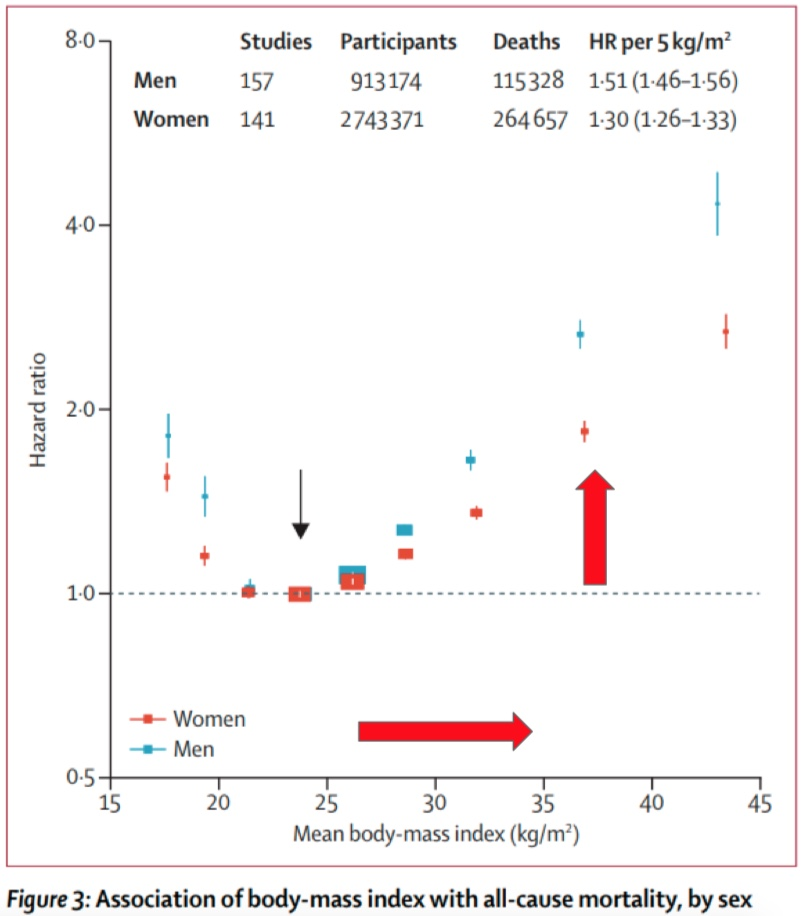 8·0
Studies Participants Deaths HR per 5 kg/m²
Men 157 913174 115328 1·51 (1·46–1·56)
Women 141 2743371 264657 1·30 (1·26–1·33)
4·0
2·0
1·0
0·5
Hazard ratio
Women
Men
15 20 25 30 35 40 45
Mean body-mass index (kg/m²)
Figure 3: Association of body-mass index with all-cause mortality, by sex